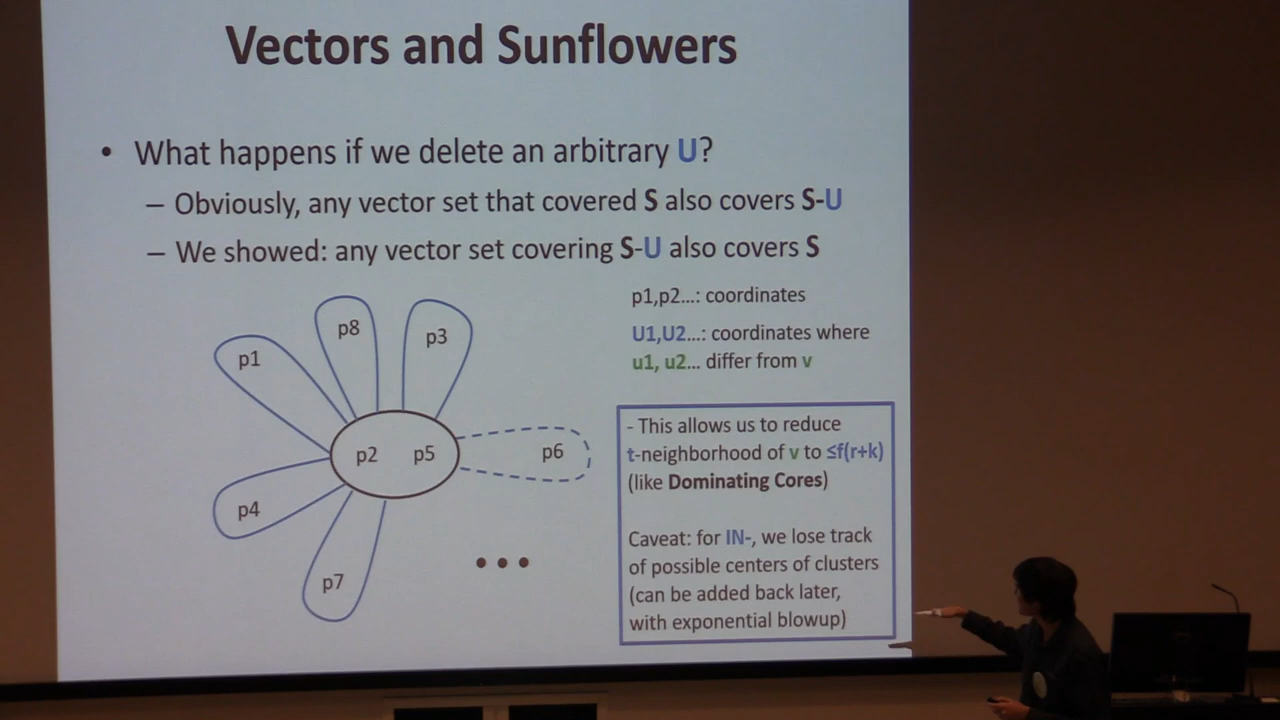 Vectors and Sunflowers
• What happens if we delete an arbitrary U?
– Obviously, any vector set that covered S also covers S-U
– We showed: any vector set covering S-U also covers S
p1,p2...: coordinates
U1,U2...: coordinates where
u1, u2... differ from v
p8
p3
p1
p2
p5
p6
p4
p7
- This allows us to reduce
t-neighborhood of v to ≤f(r+k)
(like Dominating Cores)
Caveat: for IN-, we lose track
of possible centers of clusters
(can be added back later,
with exponential blowup)